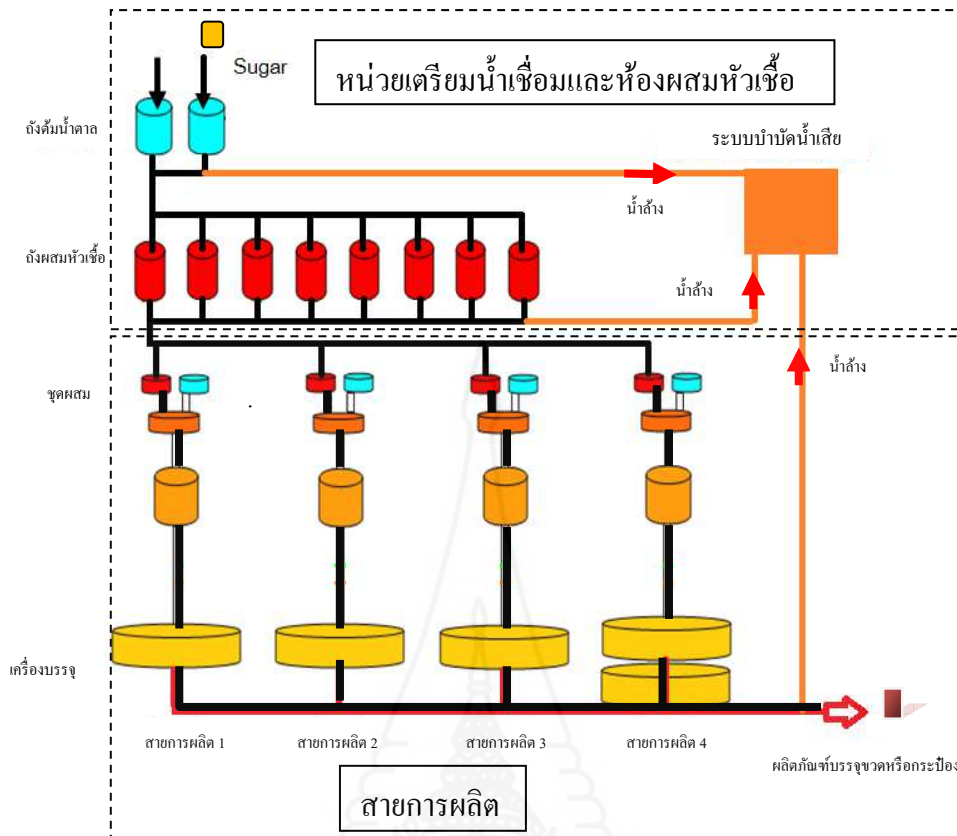 Sugar
หน่วยเตรียมน้ำเชื่อมและห้องผสมหัวเชื้อ
ถังต้มน้ำตาล
ระบบบำบัดน้ำเสีย
น้ำล้าง
ถังผสมหัวเชื้อ
น้ำล้าง
น้ำล้าง
ชุดผสม
เครื่องบรรจุ
สายการผลิต 1
สายการผลิต 2
สายการผลิต 3
สายการผลิต 4
ผลิตภัณฑ์บรรจุขวดหรือกระป๋อง
สายการผลิต